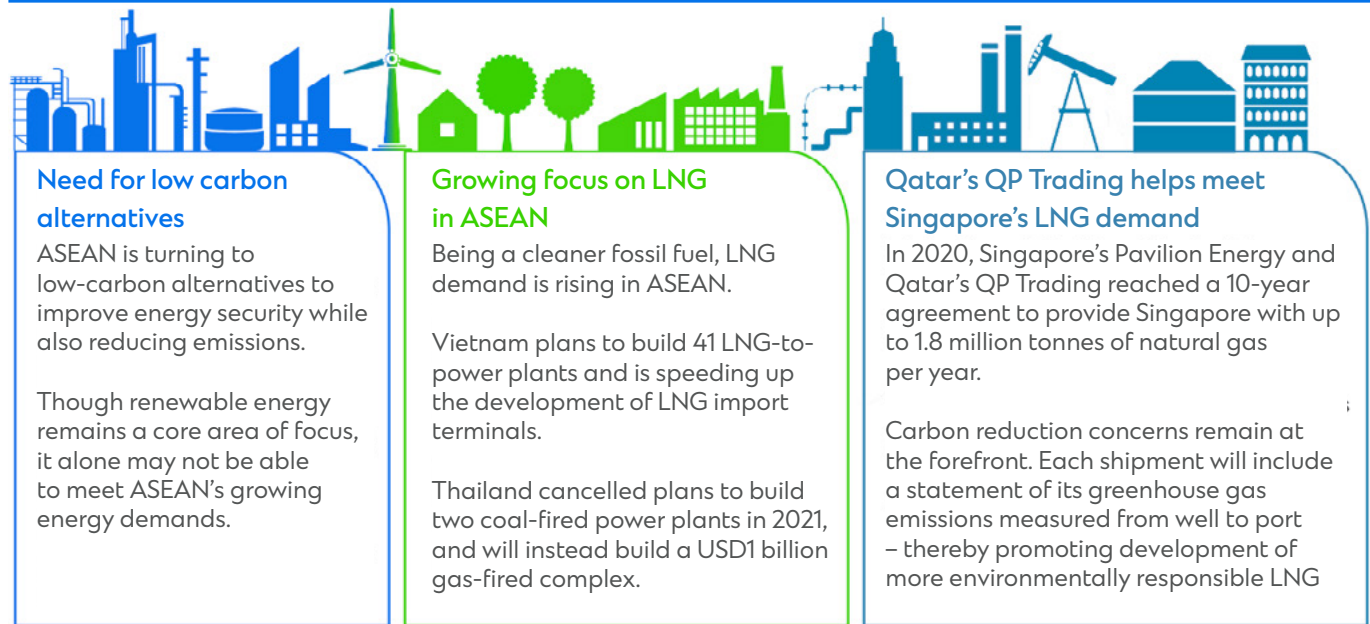 Need for low carbon
alternatives
ASEAN is turning to
low-carbon alternatives to
improve energy security while
also reducing emissions.
Though renewable energy
remains a core area of focus,
it alone may not be able
to meet ASEAN’s growing
energy demands.
Growing focus on LNG
in ASEAN
Being a cleaner fossil fuel, LNG
demand is rising in ASEAN.
Vietnam plans to build 41 LNG-to-
power plants and is speeding up
the development of LNG import
terminals.
Thailand cancelled plans to build
two coal-fired power plants in 2021,
and will instead build a USD1 billion
gas-fired complex.
Qatar’s QP Trading helps meet
Singapore’s LNG demand
In 2020, Singapore’s Pavilion Energy and
Qatar’s QP Trading reached a 10-year
agreement to provide Singapore with up
to 1.8 million tonnes of natural gas
per year.
Carbon reduction concerns remain at
the forefront. Each shipment will include
a statement of its greenhouse gas
emissions measured from well to port
– thereby promoting development of
more environmentally responsible LNG